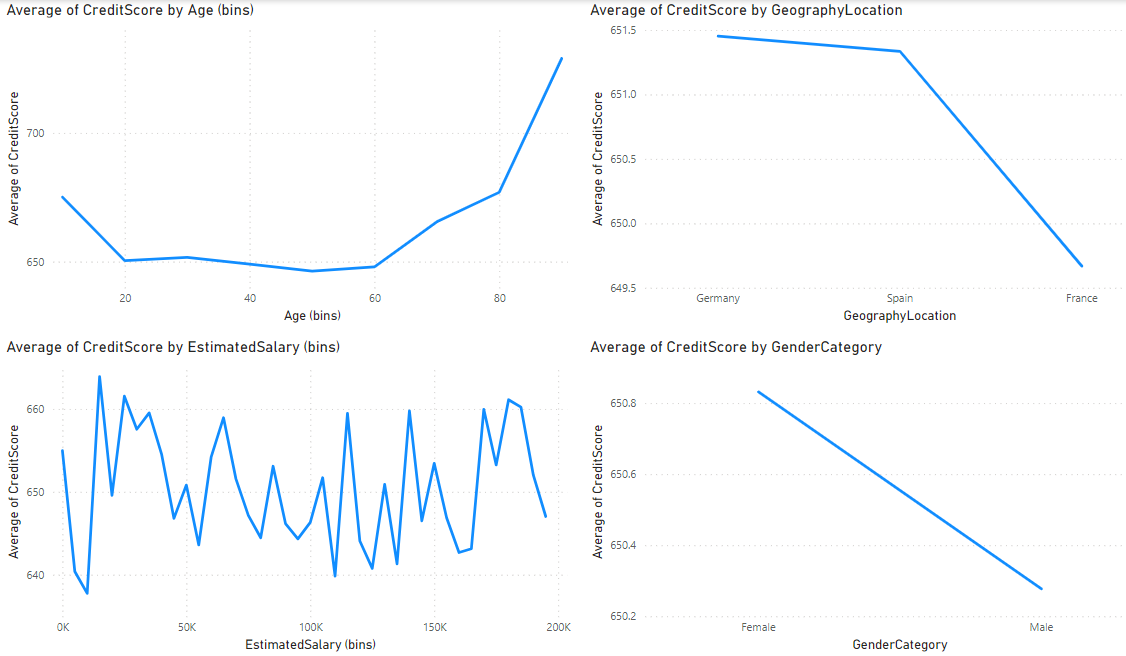 Average of CreditScore by Age (bins)
Average of CreditScore
700
650
20 40 60 80
Age (bins)
Average of CreditScore by GeographyLocation
Average of CreditScore
651.5
651.0
650.5
650.0
649.5
Germany Spain France
GeographyLocation
Average of CreditScore by EstimatedSalary (bins)
Average of CreditScore
660
650
640
0K 50K 100K 150K 200K
EstimatedSalary (bins)
Average of CreditScore by GenderCategory
Average of CreditScore
650.8
650.6
650.4
650.2
Female Male
GenderCategory